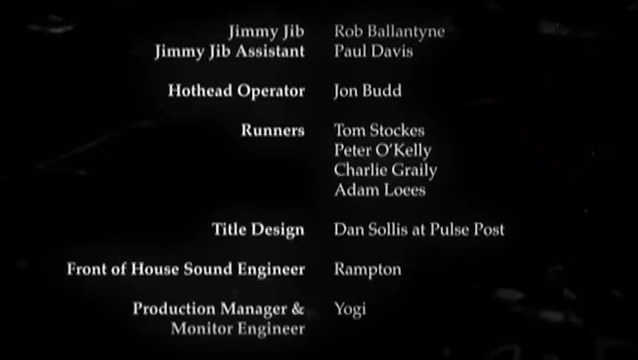 Jimmy Jib Rob Ballantyne
Jimmy Jib Assistant Paul Davis
Hothead Operator Jon Budd
Runners Tom Stockes
Peter O'Kelly
Charlie Graily
Adam Loees
Title Design Dan Sollis at Pulse Post
Front of House Sound Engineer Rampton
Production Manager & Yogi
Monitor Engineer